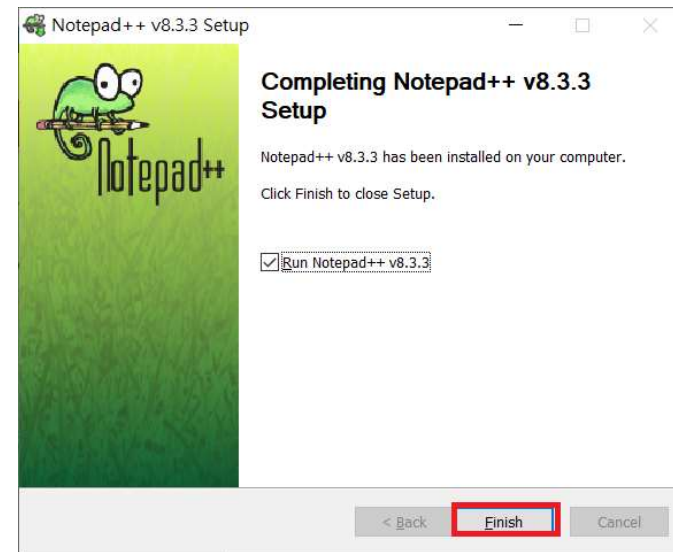 Notepad++ v8.3.3 Setup
Notepad++
Completing Notepad++ v8.3.3
Setup
Notepad++ v8.3.3 has been installed on your computer.
Click Finish to close Setup.
Run Notepad++ v8.3.3
< Back Finish Cancel